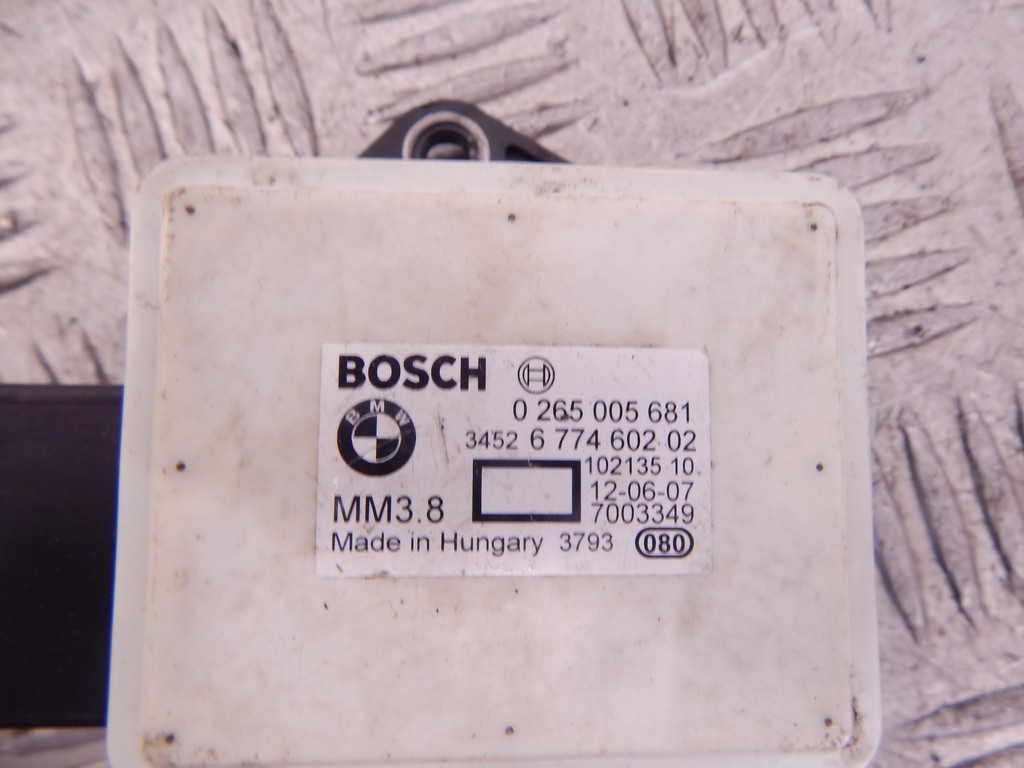 BOSCH
BMW
0 265 005 681
3452 6 774 602 02
102135 10
12-06-07
MM3.8
7003349
Made in Hungary 3793 080